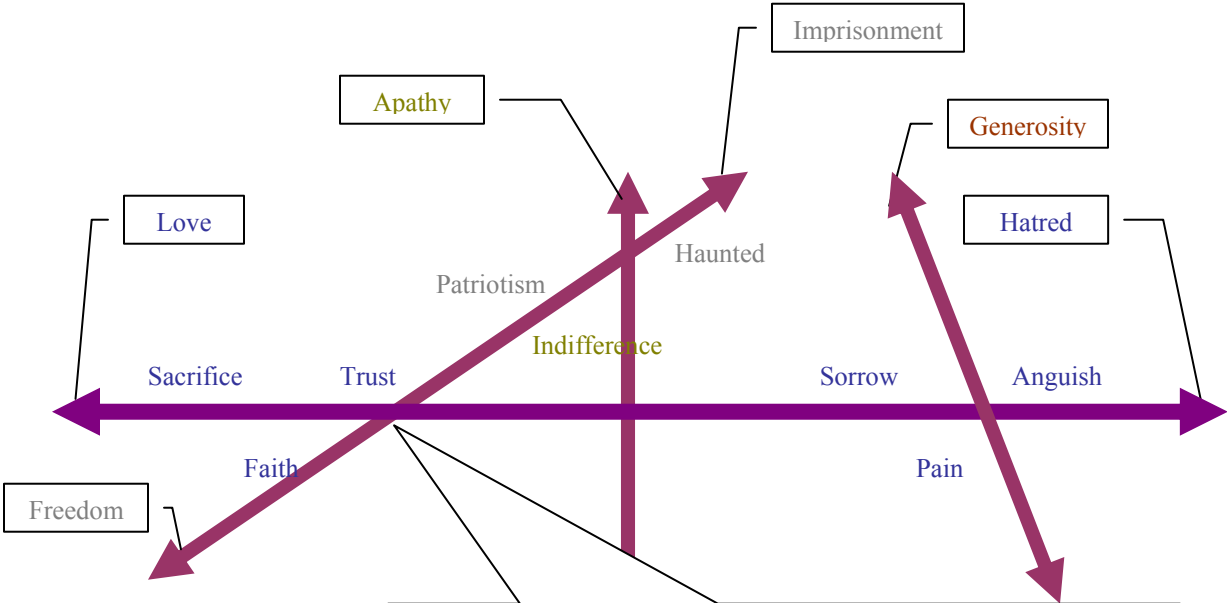 Imprisonment
Apathy
Generosity
Love
Hatred
Haunted
Patriotism
Indifference
Sacrifice
Trust
Sorrow
Anguish
Faith
Pain
Freedom